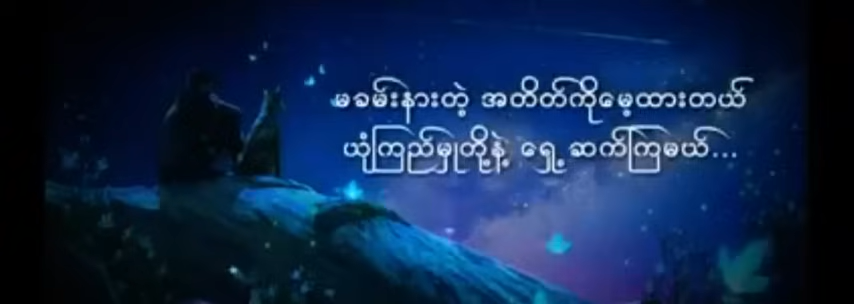 မခမ်းနားတဲ့ အတိတ်ကိုမေ့ထားတယ်
ယုံကြည်မှုတို့နဲ့ ရှေ့ဆက်ကြမယ်...